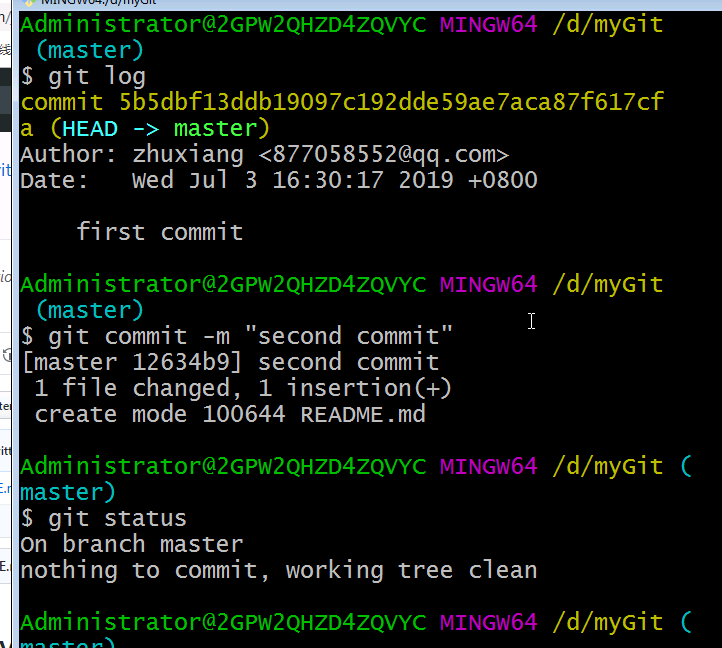 MINGW64:/d/myGit
Administrator@2GPW2QHZD4ZQVYC MINGW64 /d/myGit
(master)
$ git log
commit 5b5dbf13ddb19097c192dde59ae7aca87f617cf
a (HEAD -> master)
Author: zhuxiang <877058552@qq.com>
Date:   Wed Jul 3 16:30:17 2019 +0800
first commit
Administrator@2GPW2QHZD4ZQVYC MINGW64 /d/myGit
(master)
$ git commit -m "second commit"
[master 12634b9] second commit
1 file changed, 1 insertion(+)
create mode 100644 README.md
Administrator@2GPW2QHZD4ZQVYC MINGW64 /d/myGit (
master)
$ git status
On branch master
nothing to commit, working tree clean
Administrator@2GPW2QHZD4ZQVYC MINGW64 /d/myGit (
master)